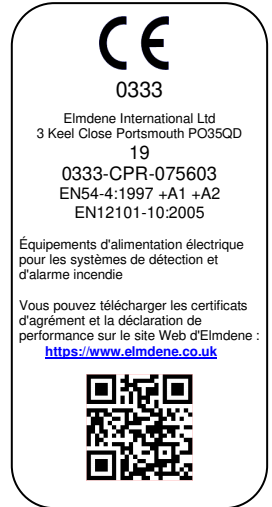 CE
0333
Elmdene International Ltd
3 Keel Close Portsmouth PO35QD
19
0333-CPR-075603
EN54-4:1997 +A1 +A2
EN12101-10:2005
Équipements d'alimentation électrique
pour les systèmes de détection et
d'alarme incendie
Vous pouvez télécharger les certificats
d'agrément et la déclaration de
performance sur le site Web d'Elmdene :
https://www.elmdene.co.uk